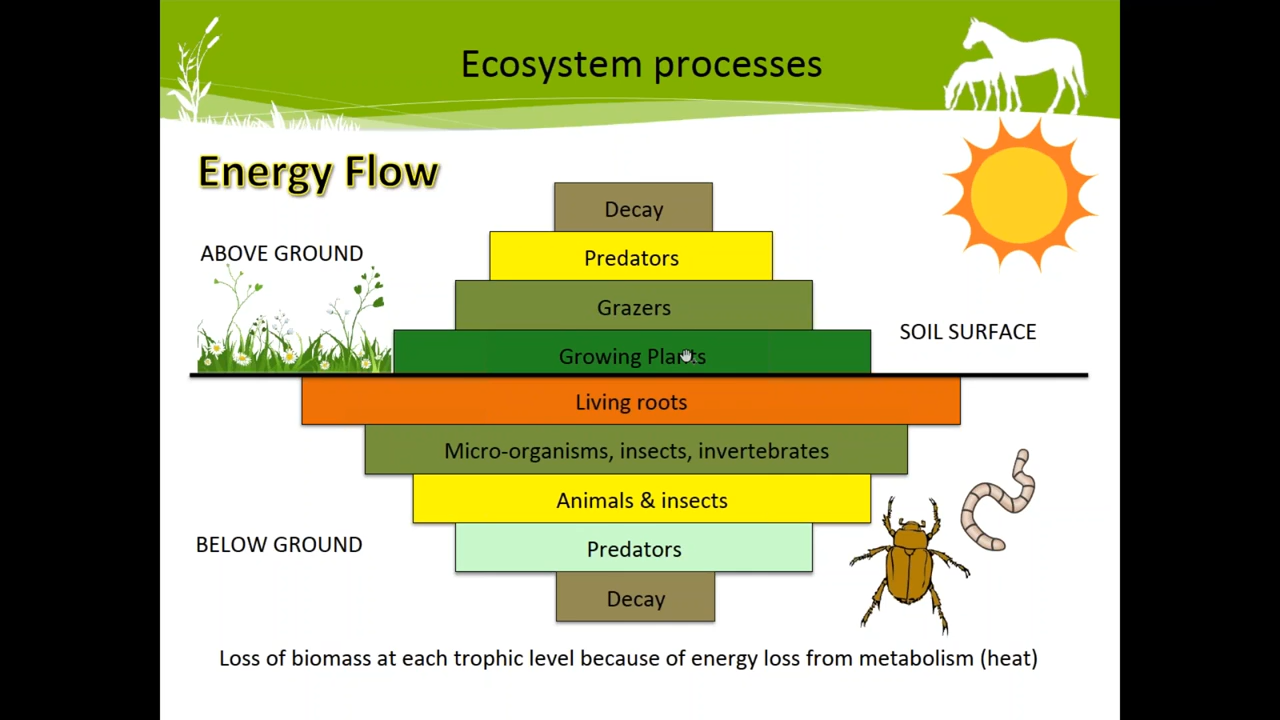 Ecosystem processes
Energy Flow
Decay
ABOVE GROUND
Predators
Grazers
SOIL SURFACE
Growing Plants
Living roots
Micro-organisms, insects, invertebrates
Animals & insects
BELOW GROUND
Predators
Decay
Loss of biomass at each trophic level because of energy loss from metabolism (heat)